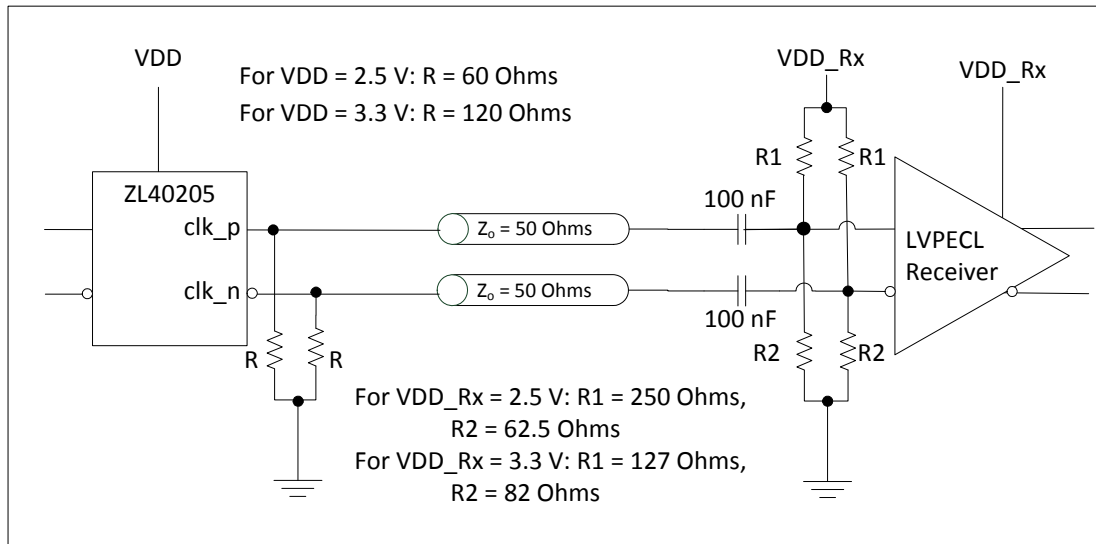 VDD
For VDD = 2.5 V: R = 60 Ohms
For VDD = 3.3 V: R = 120 Ohms
VDD_Rx
VDD_Rx
ZL40205
clk_p
clk_n
Zo = 50 Ohms
Zo = 50 Ohms
100 nF
100 nF
R1
R1
R2
R2
LVPECL
Receiver
R
R
For VDD_Rx = 2.5 V: R1 = 250 Ohms,
R2 = 62.5 Ohms
For VDD_Rx = 3.3 V: R1 = 127 Ohms,
R2 = 82 Ohms